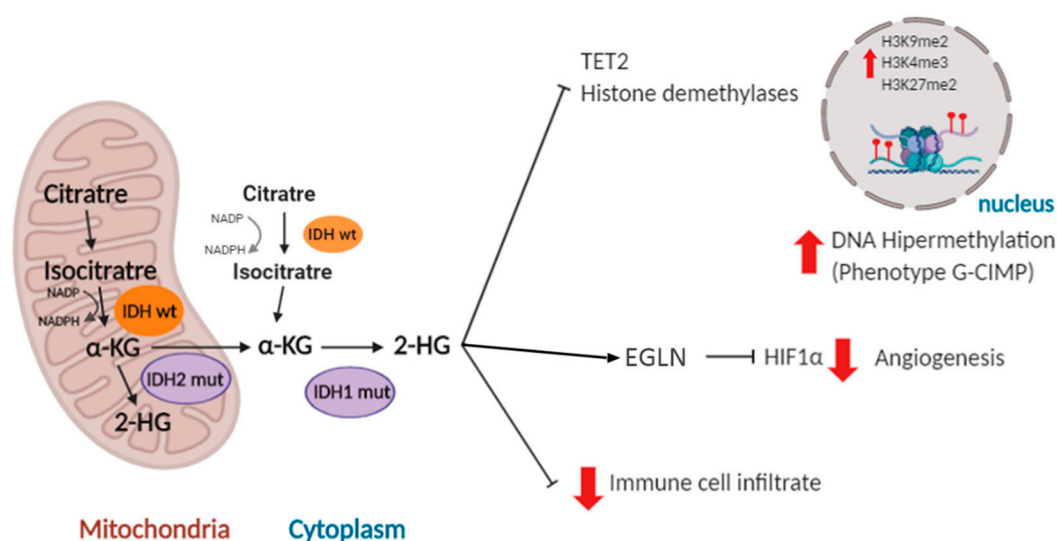 H3K9me2
H3K4me3
H3K27me2
TET2
Histone demethylases
nucleus
DNA Hipermethylation
(Phenotype G-CIMP)
Citratre
Isocitratre
NADP
NADPH
IDH wt
α-KG
IDH2 mut
2-HG
Citratre
NADP
NADPH
IDH wt
Isocitratre
α-KG
IDH1 mut
2-HG
EGLN
HIF1α
Angiogenesis
Immune cell infiltrate
Mitochondria
Cytoplasm